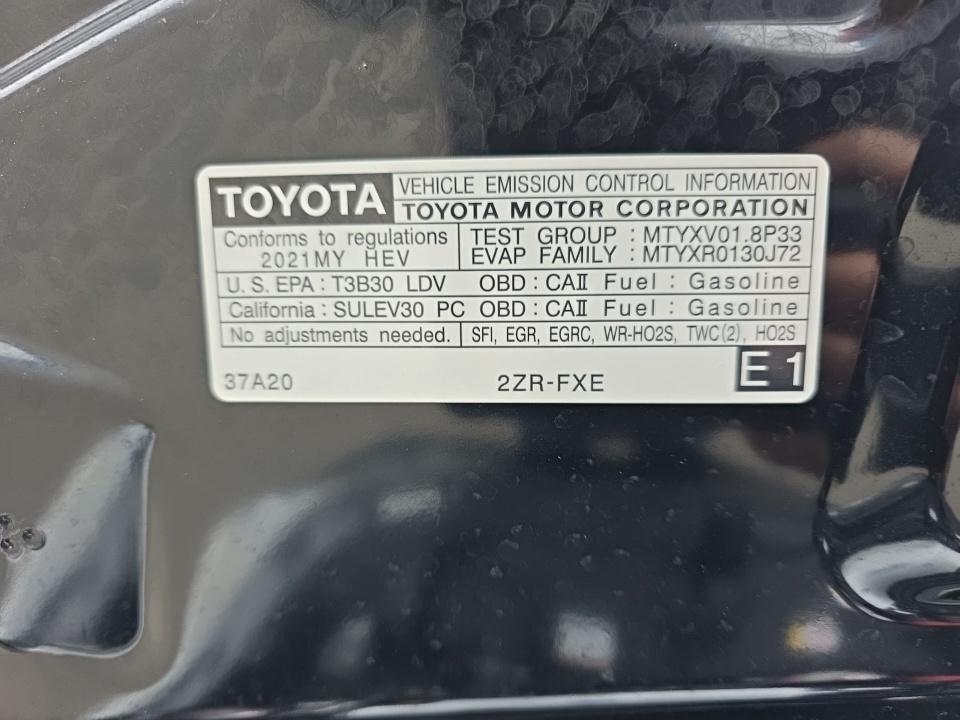 TOYOTA
VEHICLE EMISSION CONTROL INFORMATION
TOYOTA MOTOR CORPORATION
Conforms to regulations
2021MY HEV
TEST GROUP : MTYXV01.8P33
EVAP FAMILY : MTYXR0130J72
U.S. EPA : T3B30 LDV OBD : CAⅡ Fuel : Gasoline
California : SULEV30 PC OBD : CAⅡ Fuel : Gasoline
No adjustments needed. SFI, EGR, EGRC, WR-HO2S, TWC(2), HO2S
37A20 2ZR-FXE E 1